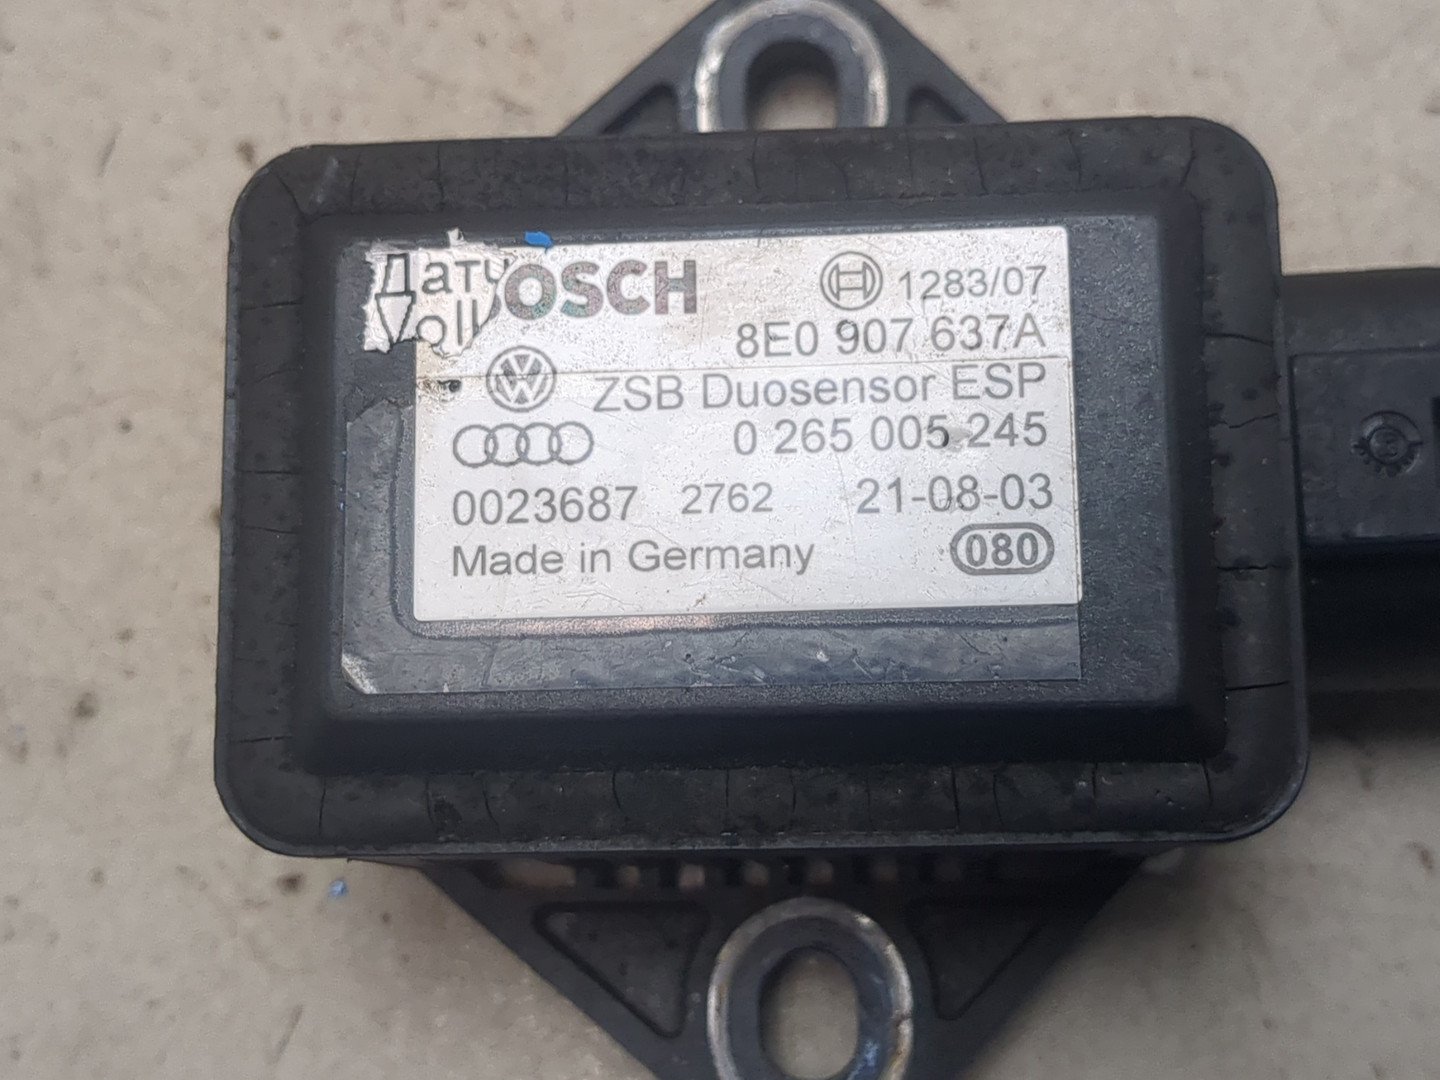 Дату
Voll
BOSCH
1283/07
8E0 907 637A
ZSB Duosensor ESP
0 265 005 245
0023687 2762 21-08-03
Made in Germany
080